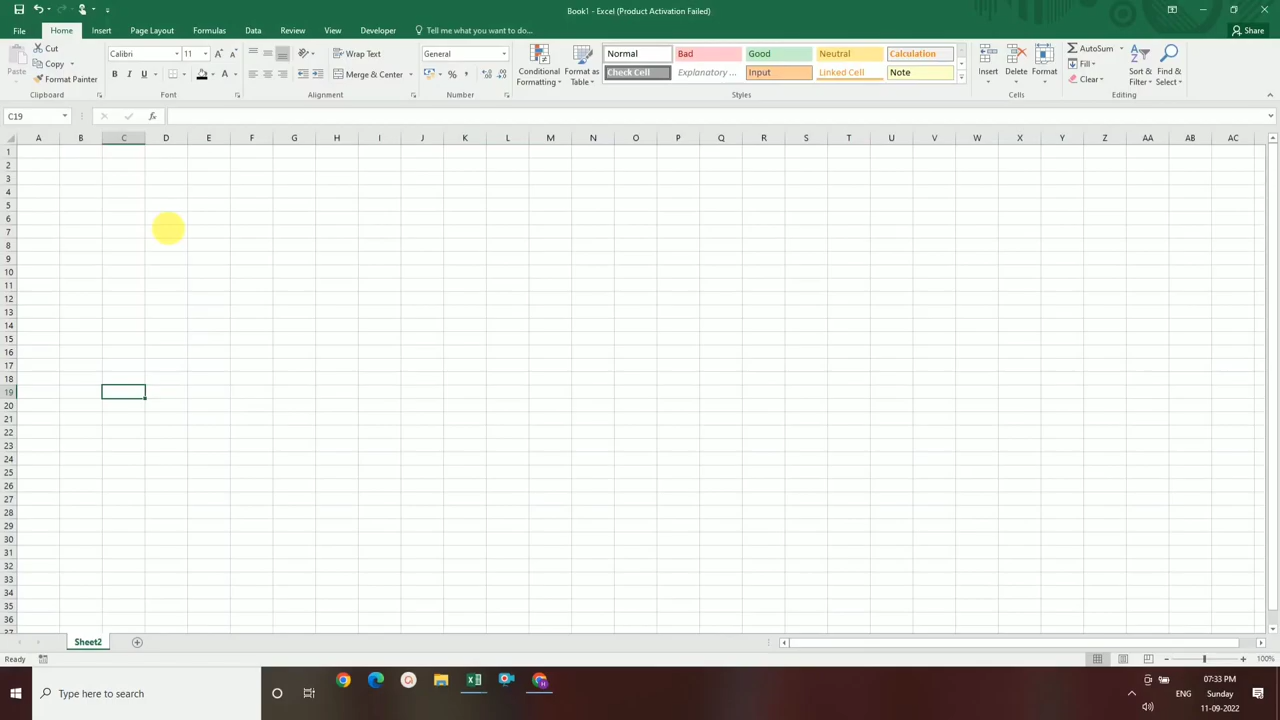 Book1 - Excel (Product Activation Failed)
File Home Insert Page Layout Formulas Data Review View Developer Tell me what you want to do... Share
Paste Cut Copy Format Painter
Calibri 11
B I U A
Wrap Text
Merge & Center
General
%
Conditional Formatting
Format as Table
Normal Bad Good Neutral Calculation
Check Cell Explanatory ... Input Linked Cell Note
Insert Delete Format
AutoSum
Fill
Clear
Sort & Filter
Find & Select
Clipboard Font Alignment Number Styles Cells Editing
C19 fx
A B C D E F G H I J K L M N O P Q R S T U V W X Y Z AA AB AC
1
2
3
4
5
6
7
8
9
10
11
12
13
14
15
16
17
18
19
20
21
22
23
24
25
26
27
28
29
30
31
32
33
34
35
36
37
Sheet2
Ready 100%
Type here to search
ENG
07:33 PM
Sunday
11-09-2022